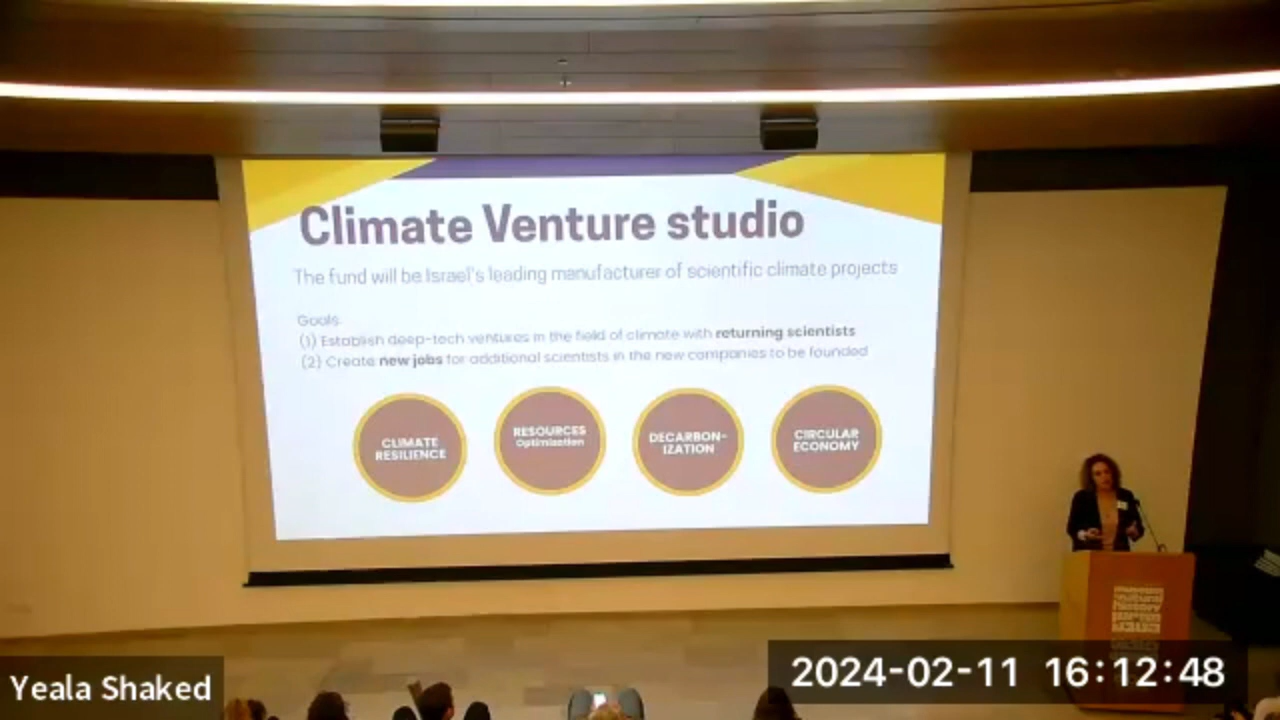 Climate Venture studio
The fund will be Israel's leading manufacturer of scientific climate projects
Goals:
(1) Establish deep-tech ventures in the field of climate with returning scientists
(2) Create new jobs for additional scientists in the new companies to be founded
CLIMATE
RESILIENCE
RESOURCES
Optimization
DECARBON-
IZATION
CIRCULAR
ECONOMY
natural
history
Yeala Shaked
2024-02-11 16:12:48